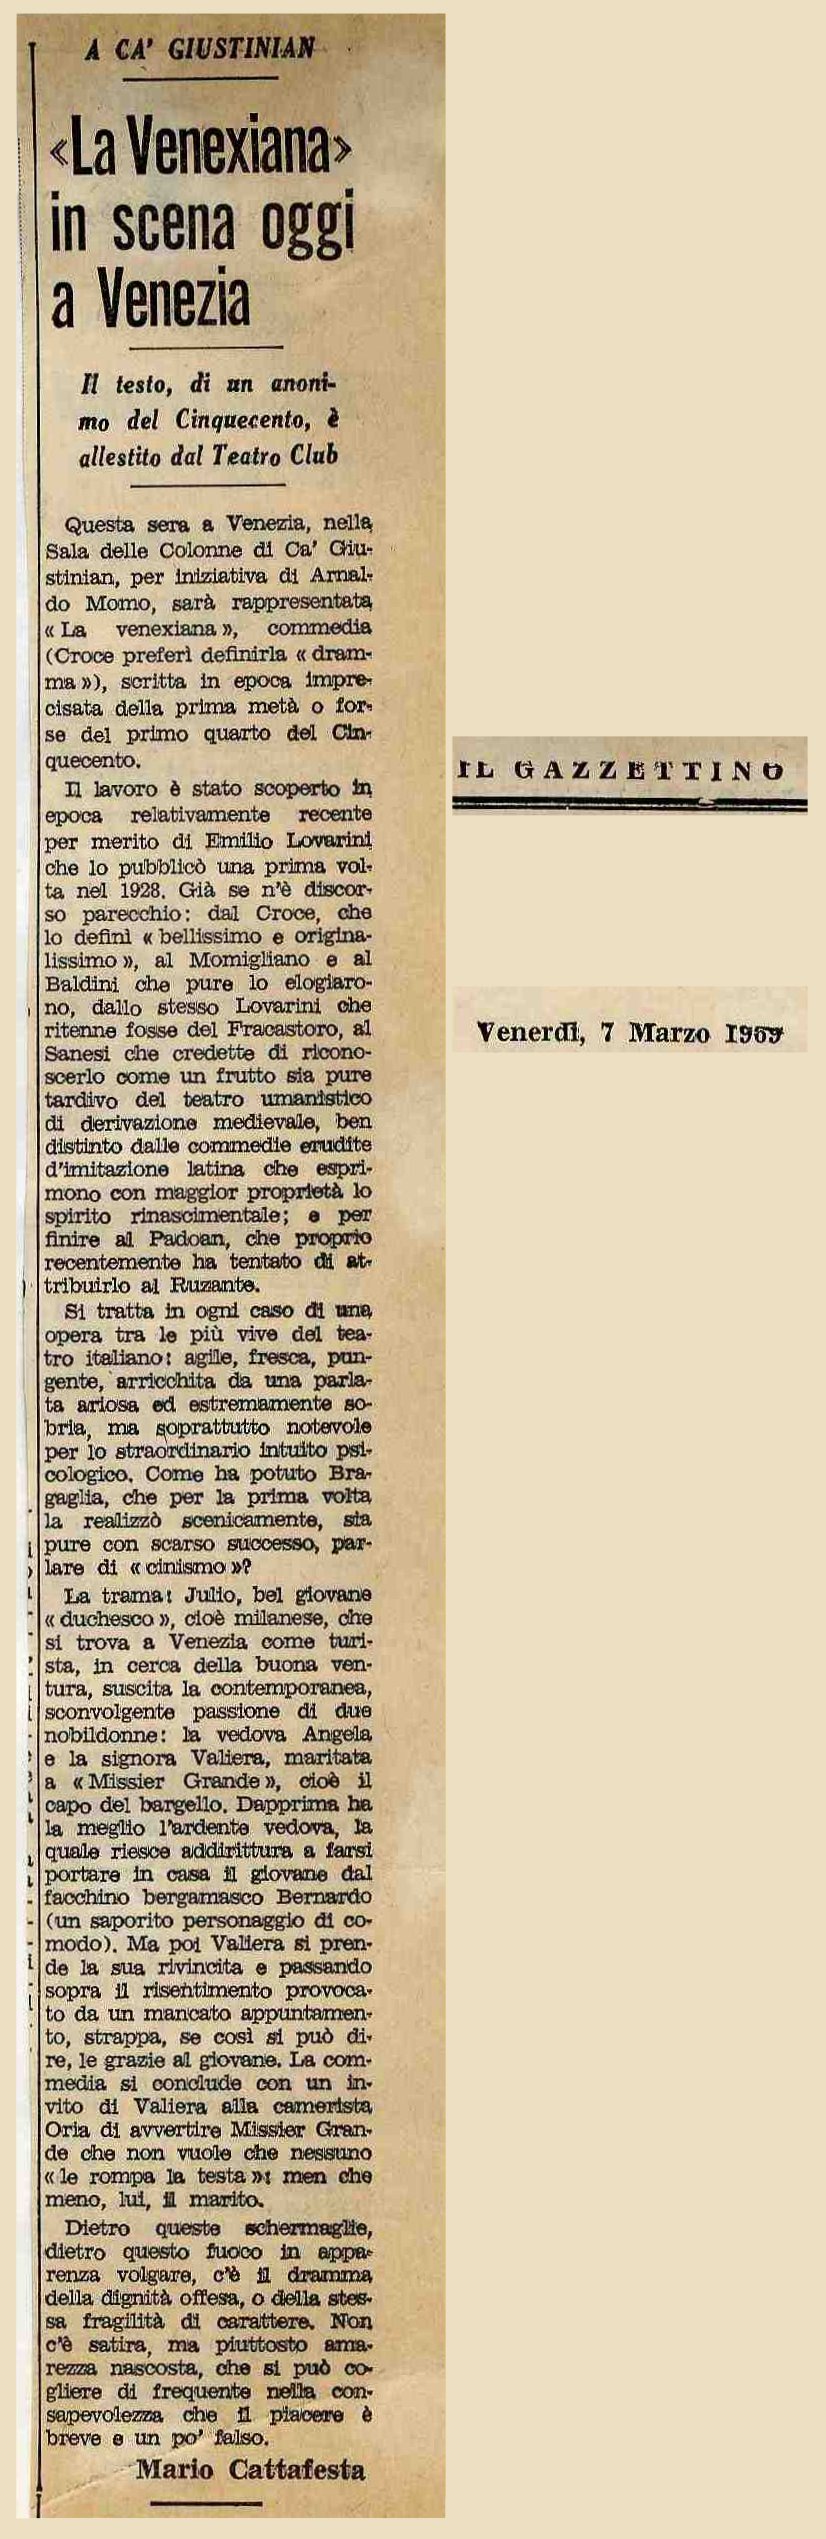 A CA' GIUSTINIAN
«La Venexiana»
in scena oggi
a Venezia
Il testo, di un anoni-
mo del Cinquecento, è
allestito dal Teatro Club
Questa sera a Venezia, nella
Sala delle Colonne di Ca' Giu-
stinian, per iniziativa di Arnal-
do Momo, sarà rappresentata
« La venexiana », commedia
(Croce preferì definirla « dram-
ma »), scritta in epoca impre-
cisata della prima metà o for-
se del primo quarto del Cin-
quecento.
Il lavoro è stato scoperto in
epoca relativamente recente
per merito di Emilio Lovarini
che lo pubblicò una prima vol-
ta nel 1928. Già se n'è discor-
so parecchio: dal Croce, che
lo definì « bellissimo e origina-
lissimo », al Momigliano e al
Baldini che pure lo elogiaro-
no, dallo stesso Lovarini che
ritenne fosse del Fracastoro, al
Sanesi che credette di ricono-
scerlo come un frutto sia pure
tardivo del teatro umanistico
di derivazione medievale, ben
distinto dalle commedie erudite
d'imitazione latina che espri-
mono con maggior proprietà lo
spirito rinascimentale; e per
finire al Padoan, che proprio
recentemente ha tentato di at-
tribuirlo al Ruzante.
Si tratta in ogni caso di una
opera tra le più vive del tea-
tro italiano: agile, fresca, pun-
gente, arricchita da una parla-
ta ariosa ed estremamente so-
bria, ma soprattutto notevole
per lo straordinario intuito psi-
cologico. Come ha potuto Bra-
gaglia, che per la prima volta
la realizzò scenicamente, sia
pure con scarso successo, par-
lare di « cinismo »?
La trama: Julio, bel giovane
« duchesco », cioè milanese, che
si trova a Venezia come turi-
sta, in cerca della buona ven-
tura, suscita la contemporanea,
sconvolgente passione di due
nobildonne: la vedova Angela
e la signora Valiera, maritata
a « Missier Grande », cioè il
capo del bargello. Dapprima ha
la meglio l'ardente vedova, la
quale riesce addirittura a farsi
portare in casa il giovane dal
facchino bergamasco Bernardo
(un saporito personaggio di co-
modo). Ma poi Valiera si pren-
de la sua rivincita e passando
sopra il risentimento provoca-
to da un mancato appuntamen-
to, strappa, se così si può di-
re, le grazie al giovane. La com-
media si conclude con un in-
vito di Valiera alla camerista
Oria di avvertire Missier Gran-
de che non vuole che nessuno
« le rompa la testa »: men che
meno, lui, il marito.
Dietro queste schermaglie,
dietro questo fuoco in appa-
renza volgare, c'è il dramma
della dignità offesa, o della stes-
sa fragilità di carattere. Non
c'è satira, ma piuttosto ama-
rezza nascosta, che si può co-
gliere di frequente nella con-
sapevolezza che il piacere è
breve e un po' falso.
Mario Cattafesta
IL GAZZETTINO
Venerdì, 7 Marzo 1969